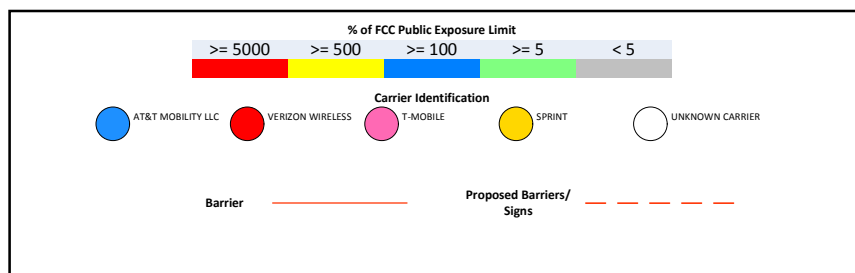 % of FCC Public Exposure Limit
>= 5000 >= 500 >= 100 >= 5 < 5
Carrier Identification
AT&T MOBILITY LLC VERIZON WIRELESS T-MOBILE SPRINT UNKNOWN CARRIER
Barrier Proposed Barriers/
Signs